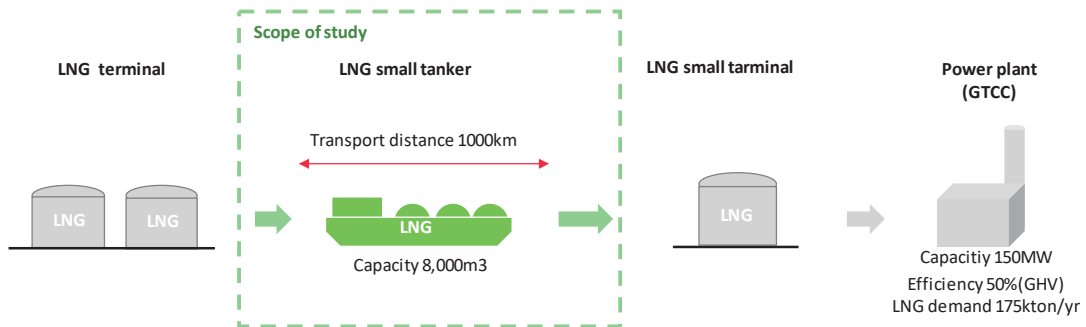 Scope of study
LNG terminal
LNG small tanker
LNG small tarminal
Power plant
(GTCC)
Transport distance 1000km
LNG
LNG
LNG
LNG
Capacity 8,000m3
Capacitiy 150MW
Efficiency 50%(GHV)
LNG demand 175kton/yr